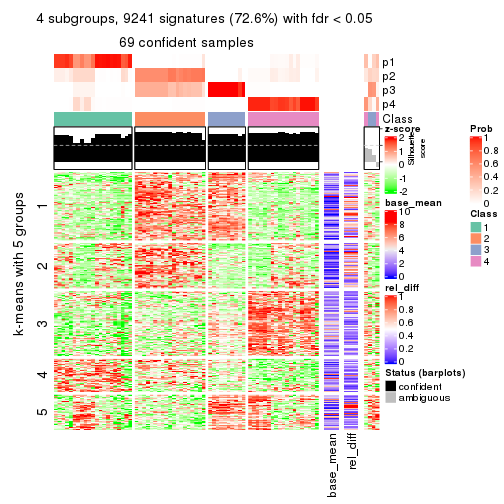 4 subgroups, 9241 signatures (72.6%) with fdr < 0.05
69 confident samples
p1
p2
p3
p4
Class
z-score
2
1
0
-1
-2
Silhouette
score
Prob
1
0.8
0.6
0.4
0.2
0
Class
1
2
3
4
base_mean
10
8
6
4
2
0
rel_diff
1
0.8
0.6
0.4
0.2
0
Status (barplots)
confident
ambiguous
k-means with 5 groups
1
2
3
4
5
base_mean
rel_diff